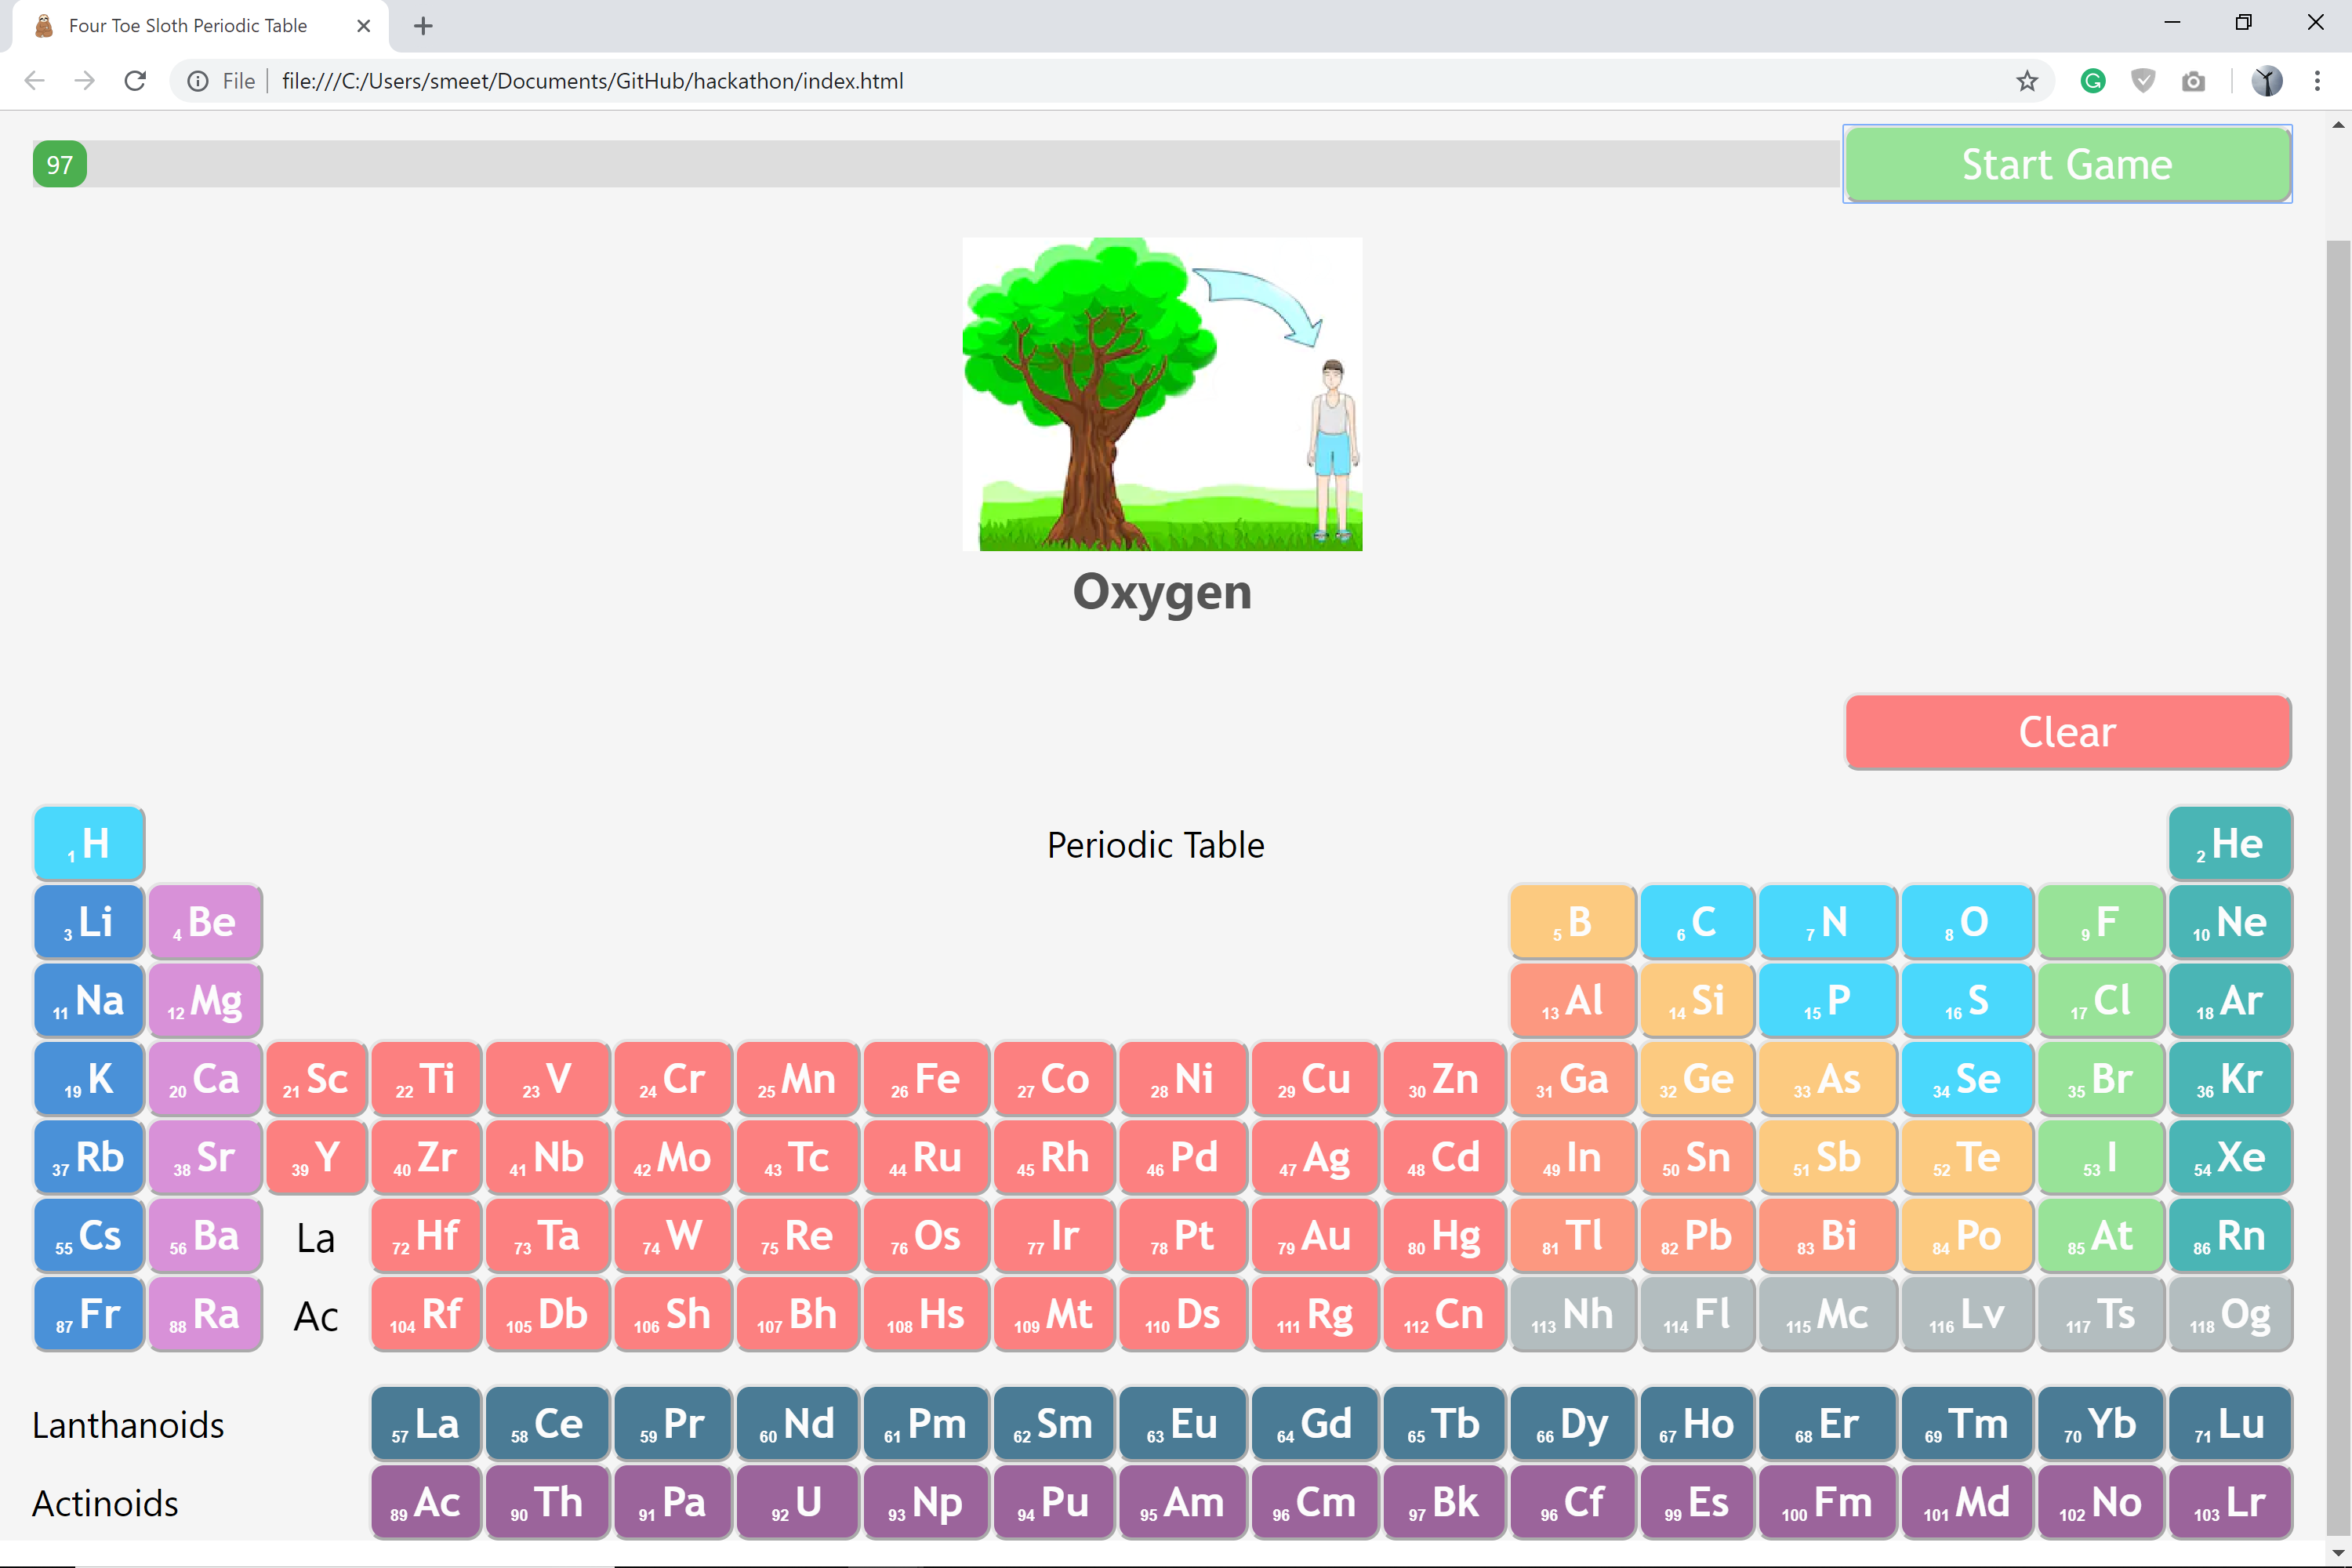 Four Toe Sloth Periodic Table
File file:///C:/Users/smeet/Documents/GitHub/hackathon/index.html
97 Start Game
Oxygen
Clear
1 H Periodic Table 2 He
3 Li 4 Be 5 B 6 C 7 N 8 O 9 F 10 Ne
11 Na 12 Mg 13 Al 14 Si 15 P 16 S 17 Cl 18 Ar
19 K 20 Ca 21 Sc 22 Ti 23 V 24 Cr 25 Mn 26 Fe 27 Co 28 Ni 29 Cu 30 Zn 31 Ga 32 Ge 33 As 34 Se 35 Br 36 Kr
37 Rb 38 Sr 39 Y 40 Zr 41 Nb 42 Mo 43 Tc 44 Ru 45 Rh 46 Pd 47 Ag 48 Cd 49 In 50 Sn 51 Sb 52 Te 53 I 54 Xe
55 Cs 56 Ba La 72 Hf 73 Ta 74 W 75 Re 76 Os 77 Ir 78 Pt 79 Au 80 Hg 81 Tl 82 Pb 83 Bi 84 Po 85 At 86 Rn
87 Fr 88 Ra Ac 104 Rf 105 Db 106 Sh 107 Bh 108 Hs 109 Mt 110 Ds 111 Rg 112 Cn 113 Nh 114 Fl 115 Mc 116 Lv 117 Ts 118 Og
Lanthanoids 57 La 58 Ce 59 Pr 60 Nd 61 Pm 62 Sm 63 Eu 64 Gd 65 Tb 66 Dy 67 Ho 68 Er 69 Tm 70 Yb 71 Lu
Actinoids 89 Ac 90 Th 91 Pa 92 U 93 Np 94 Pu 95 Am 96 Cm 97 Bk 96 Cf 99 Es 100 Fm 101 Md 102 No 103 Lr